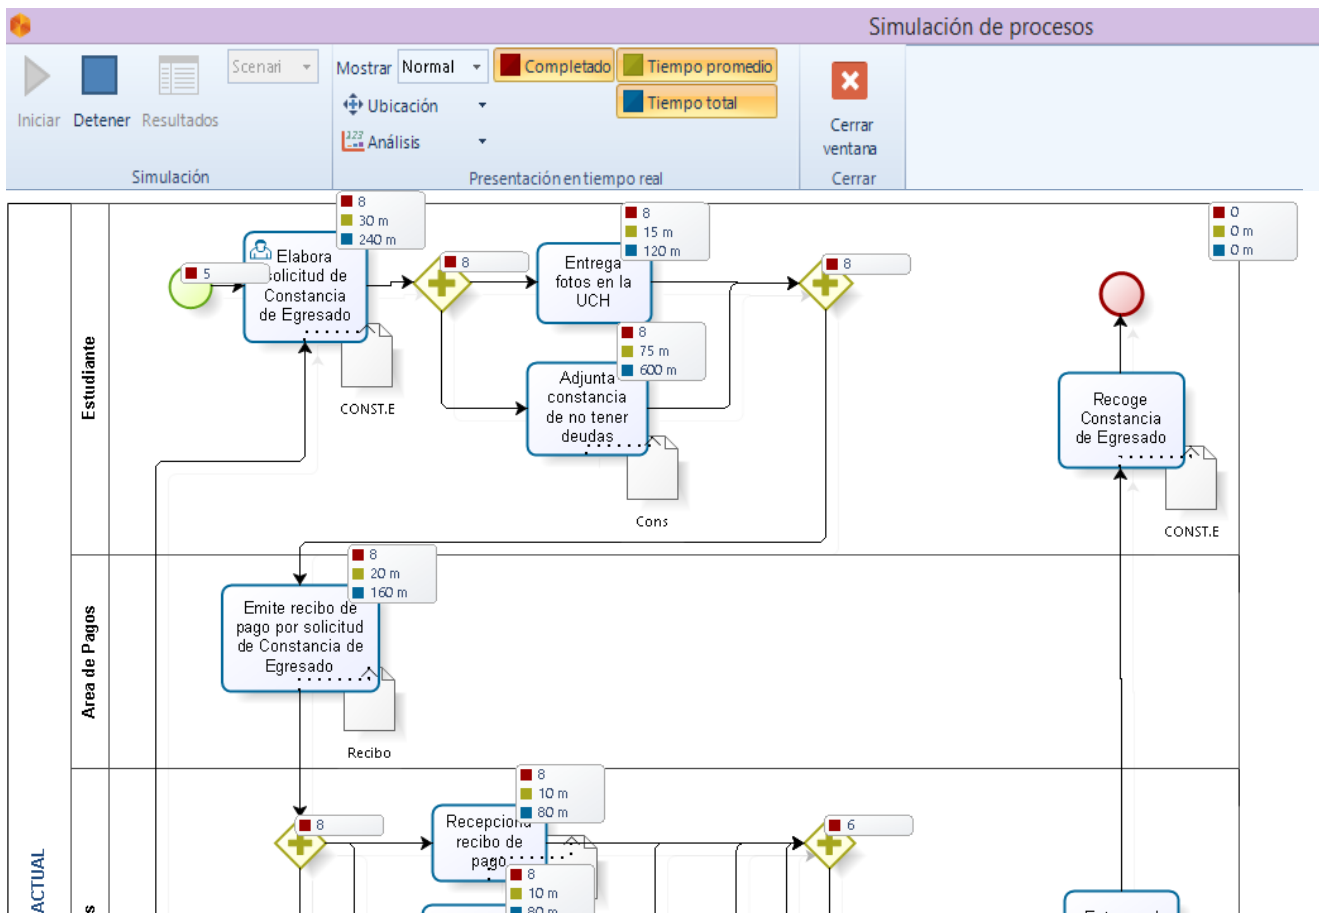 Simulación de procesos
Iniciar
Detener
Resultados
Scenari
Simulación
Mostrar
Normal
Completado
Tiempo promedio
Ubicación
Tiempo total
123
Análisis
Presentación en tiempo real
Cerrar
ventana
Cerrar
ACTUAL
Estudiante
5
Elabora
solicitud de
Constancia
de Egresado
8
30 m
240 m
CONST.E
8
Entrega
fotos en la
UCH
8
15 m
120 m
Adjunta
constancia
de no tener
deudas
8
75 m
600 m
Cons
8
0
0 m
0 m
Recoge
Constancia
de Egresado
CONST.E
Area de Pagos
Emite recibo de
pago por solicitud
de Constancia de
Egresado
8
20 m
160 m
Recibo
s
8
Recepciona
recibo de
pago
8
10 m
80 m
8
10 m
80 m
6